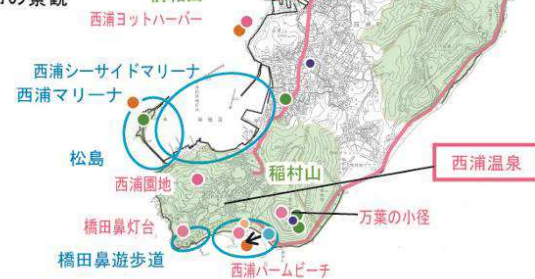 の景観
西浦ヨットハーバー
西浦シーサイドマリーナ
西浦マリーナ
松島
稲村山
西浦温泉
西浦園地
万葉の小径
橋田鼻灯台
橋田鼻遊歩道
西浦パームビーチ